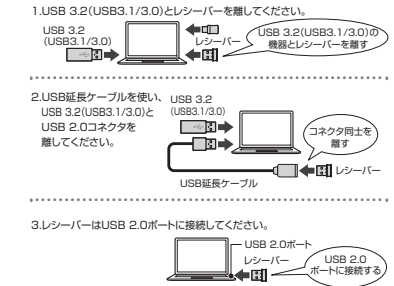 1.USB 3.2(USB3.1/3.0)とレシーバーを離してください。
USB 3.2
(USB3.1/3.0)
レシーバー
USB 3.2(USB3.1/3.0)の
機器とレシーバーを離す
2.USB延長ケーブルを使い、
USB 3.2(USB3.1/3.0)と
USB 2.0コネクタを
離してください。
USB 3.2
(USB3.1/3.0)
コネクタ同士を
離す
レシーバー
USB延長ケーブル
3.レシーバーはUSB 2.0ポートに接続してください。
USB 2.0ポート
レシーバー
USB 2.0
ポートに接続する